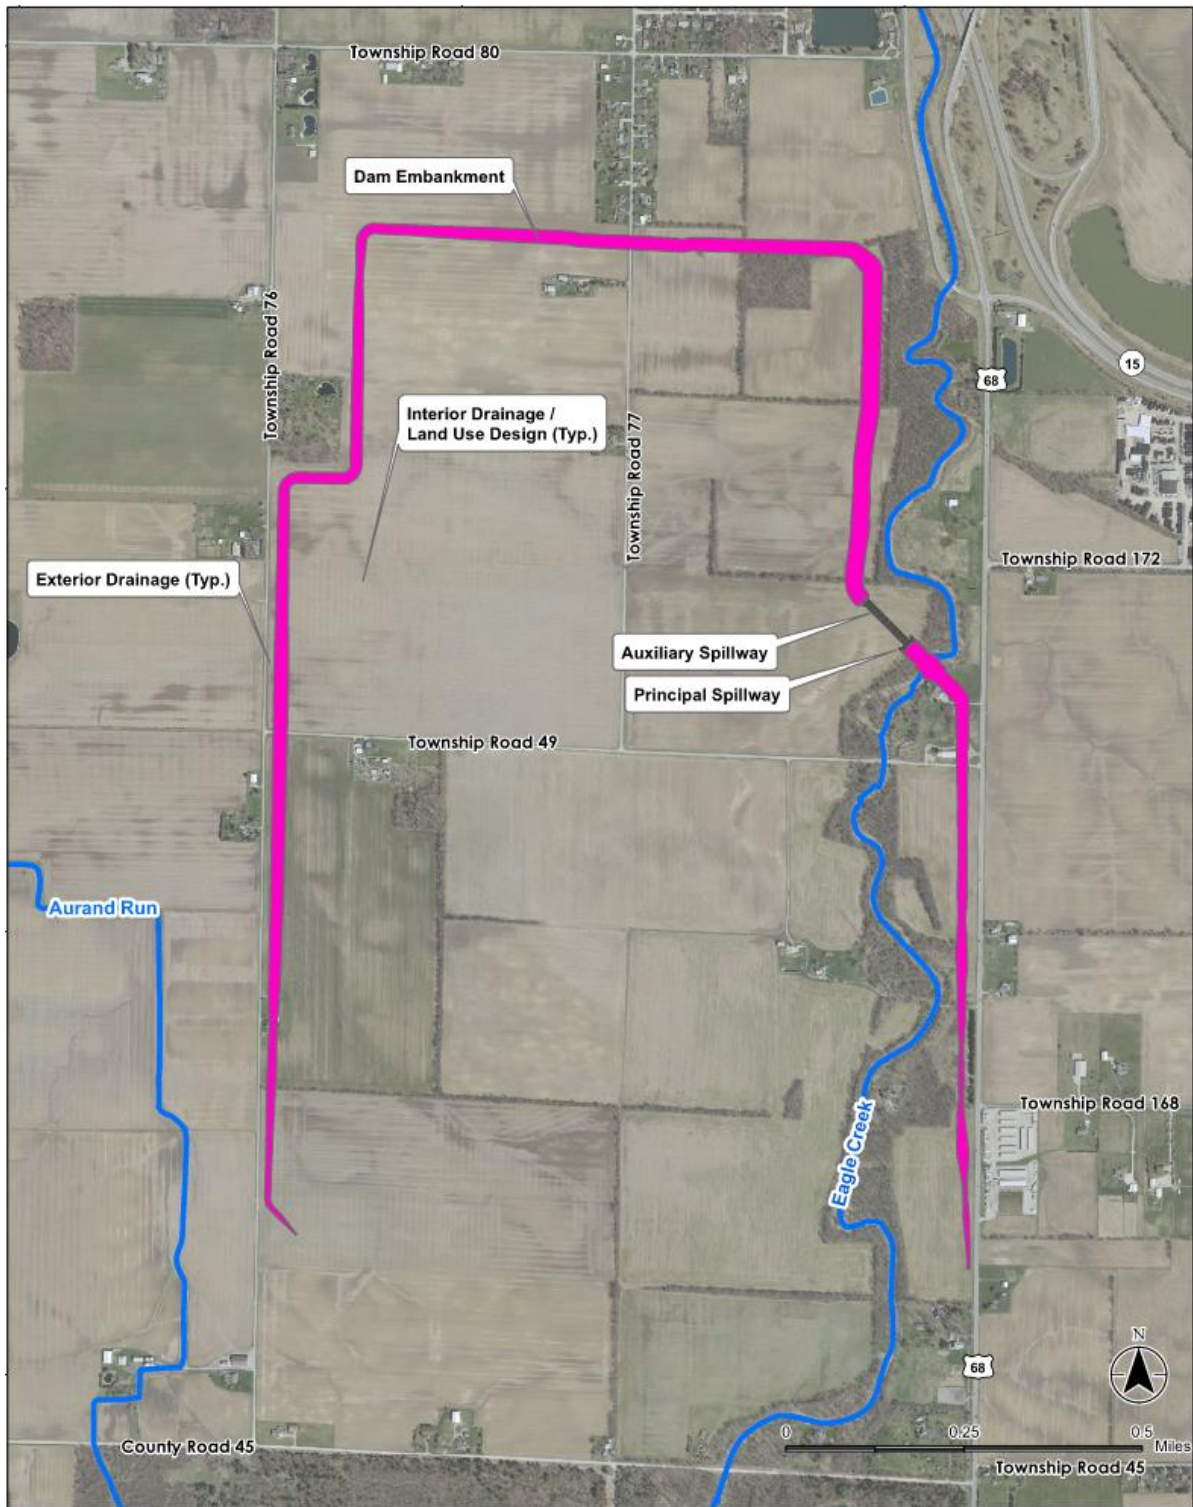 Township Road 80
Dam Embankment
Township Road 76
15
68
Interior Drainage /
Land Use Design (Typ.)
Township Road 77
Township Road 172
Exterior Drainage (Typ.)
Auxiliary Spillway
Principal Spillway
Township Road 49
Aurand Run
Township Road 168
Eagle Creek
N
68
0 0.25 0.5
Miles
County Road 45
Township Road 45